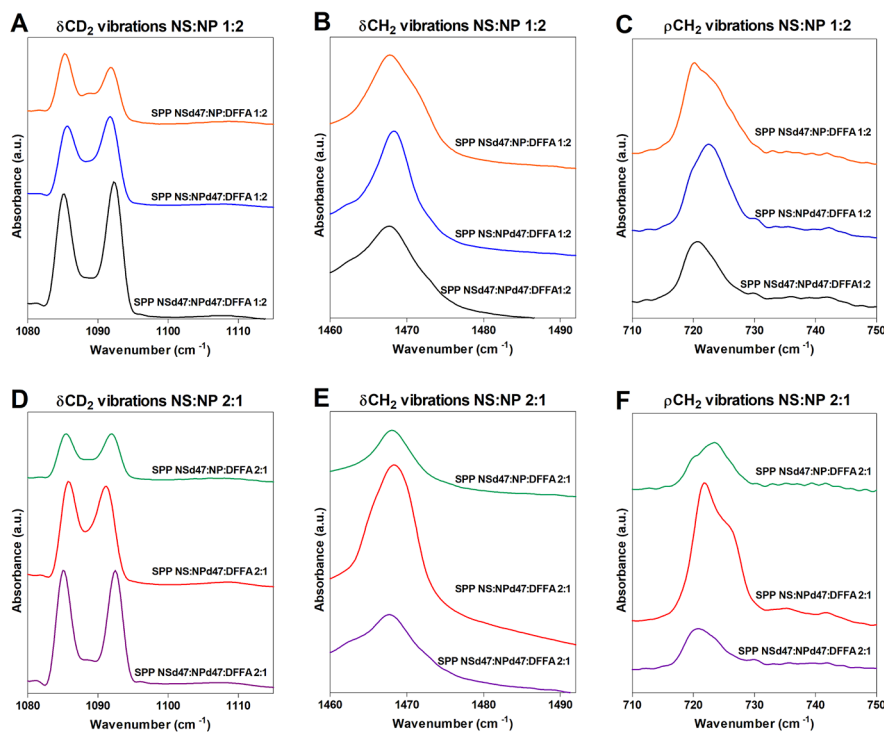 A
δCD2 vibrations NS:NP 1:2
Absorbance (a.u.)
SPP NSd47:NP:DFFA 1:2
SPP NS:NPd47:DFFA 1:2
SPP NSd47:NPd47:DFFA 1:2
1080 1090 1100 1110
Wavenumber (cm-1)
B
δCH2 vibrations NS:NP 1:2
Absorbance (a.u.)
SPP NSd47:NP:DFFA 1:2
SPP NS:NPd47:DFFA 1:2
SPP NSd47:NPd47:DFFA1:2
1460 1470 1480 1490
Wavenumber (cm-1)
C
ρCH2 vibrations NS:NP 1:2
Absorbance (a.u.)
SPP NSd47:NP:DFFA 1:2
SPP NS:NPd47:DFFA 1:2
SPP NSd47:NPd47:DFFA1:2
710 720 730 740 750
Wavenumber (cm-1)
D
δCD2 vibrations NS:NP 2:1
Absorbance (a.u.)
SPP NSd47:NP:DFFA 2:1
SPP NS:NPd47:DFFA 2:1
SPP NSd47:NPd47:DFFA 2:1
1080 1090 1100 1110
Wavenumber (cm-1)
E
δCH2 vibrations NS:NP 2:1
Absorbance (a.u.)
SPP NSd47:NP:DFFA 2:1
SPP NS:NPd47:DFFA 2:1
SPP NSd47:NPd47:DFFA 2:1
1460 1470 1480 1490
Wavenumber (cm-1)
F
ρCH2 vibrations NS:NP 2:1
Absorbance (a.u.)
SPP NSd47:NP:DFFA 2:1
SPP NS:NPd47:DFFA 2:1
SPP NSd47:NPd47:DFFA 2:1
710 720 730 740 750
Wavenumber (cm-1)